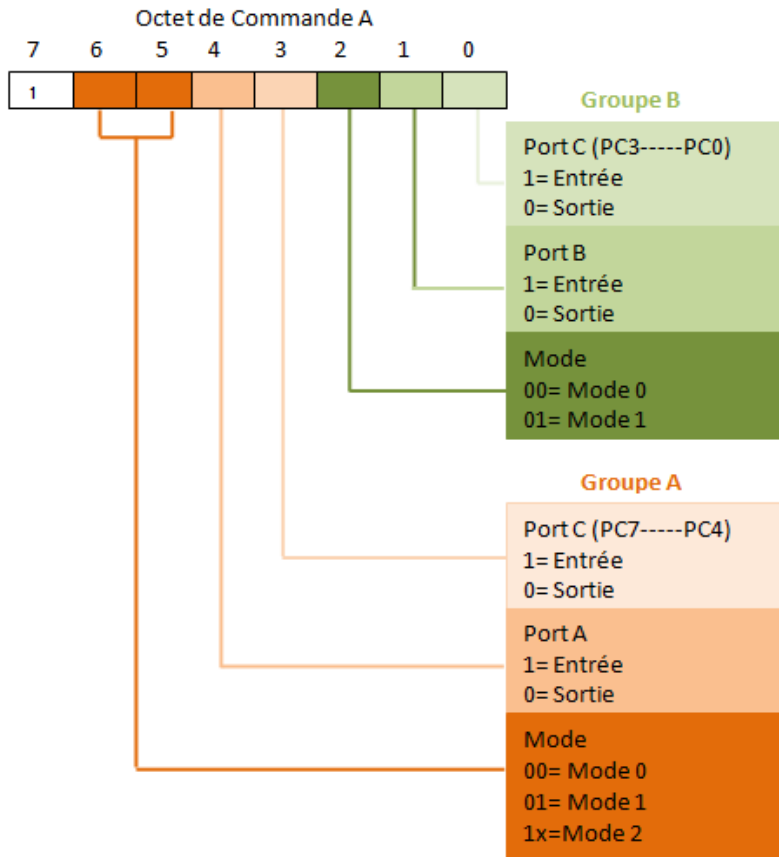 Octet de Commande A
7 6 5 4 3 2 1 0
1
Groupe B
Port C (PC3-----PC0)
1= Entrée
0= Sortie
Port B
1= Entrée
0= Sortie
Mode
00= Mode 0
01= Mode 1
Groupe A
Port C (PC7-----PC4)
1= Entrée
0= Sortie
Port A
1= Entrée
0= Sortie
Mode
00= Mode 0
01= Mode 1
1x=Mode 2